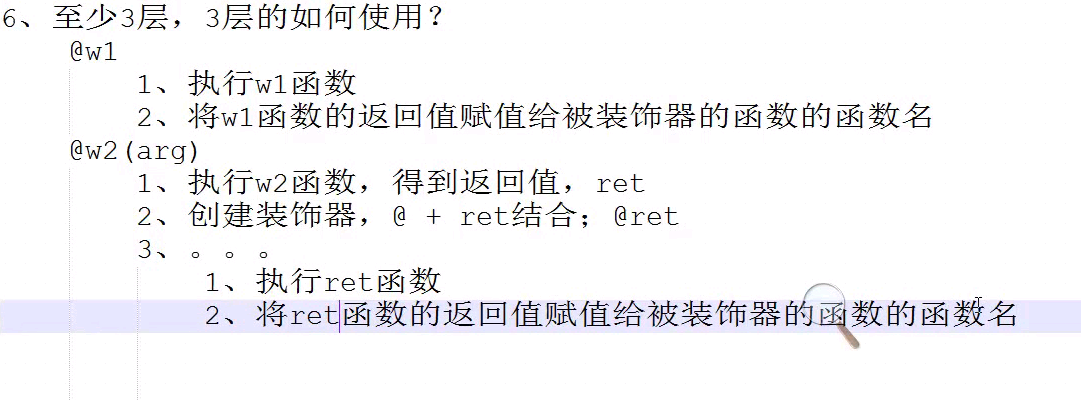 6、至少3层，3层的如何使用？
@w1
1、执行w1函数
2、将w1函数的返回值赋值给被装饰器的函数的函数名
@w2(arg)
1、执行w2函数，得到返回值，ret
2、创建装饰器，@ + ret结合；@ret
3、。。。
1、执行ret函数
2、将ret函数的返回值赋值给被装饰器的函数的函数名